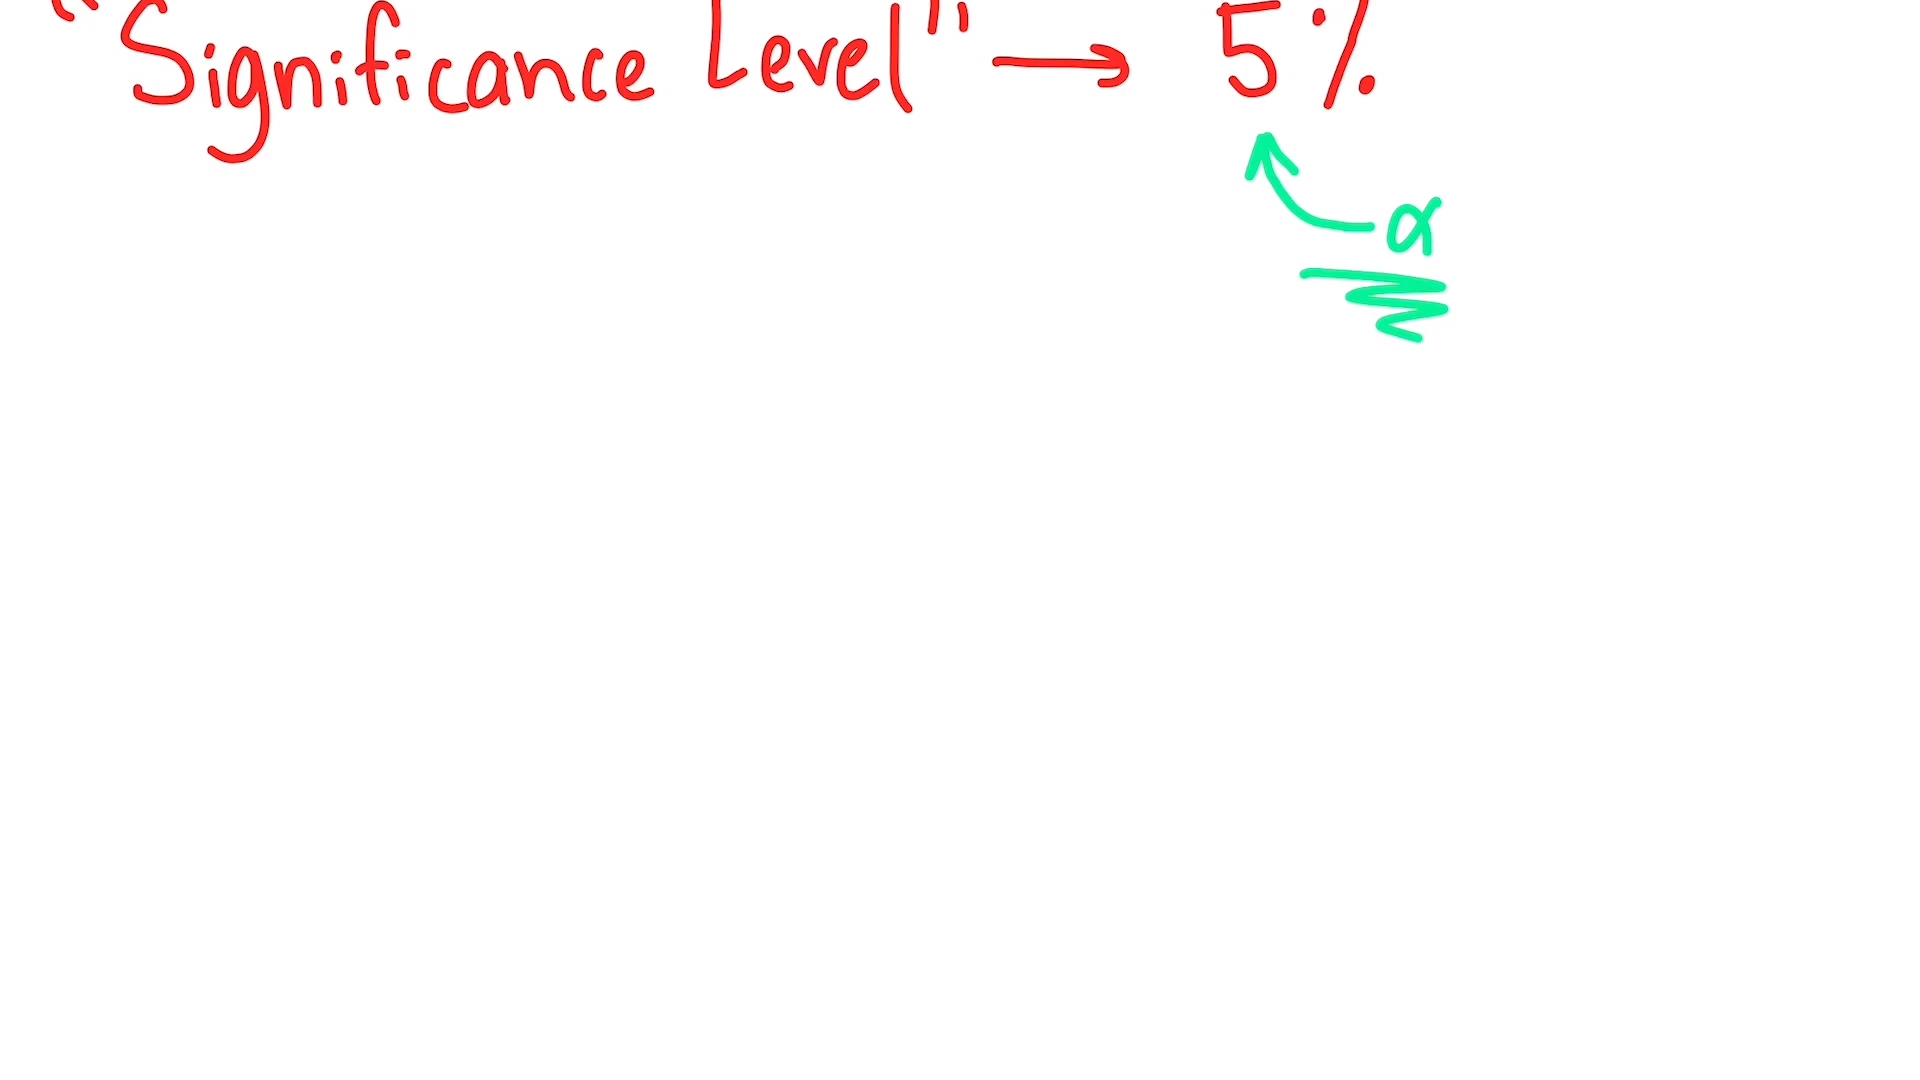 "Significance Level" → 5%
α